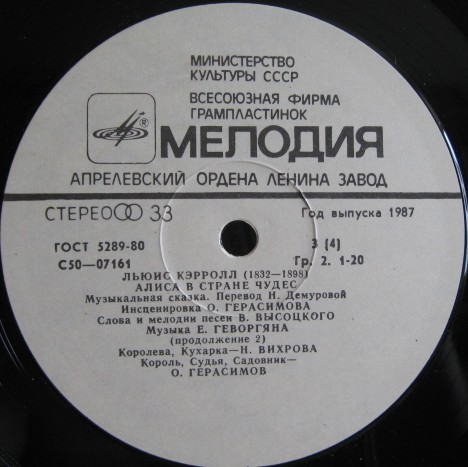 МИНИСТЕРСТВО
КУЛЬТУРЫ СССР
ВСЕСОЮЗНАЯ ФИРМА
ГРАМПЛАСТИНОК
® МЕЛОДИЯ
АПРЕЛЕВСКИЙ ОРДЕНА ЛЕНИНА ЗАВОД
СТЕРЕО 33
Год выпуска 1987
ГОСТ 5289-80
3 (4)
С50—07161
Гр. 2. 1-20
ЛЬЮИС КЭРРОЛЛ (1832—1898)
АЛИСА В СТРАНЕ ЧУДЕС
Музыкальная сказка. Перевод Н. Демуровой
Инсценировка О. ГЕРАСИМОВА
Слова и мелодии песен В. ВЫСОЦКОГО
Музыка Е. ГЕВОРГЯНА
(продолжение 2)
Королева, Кухарка—Н. ВИХРОВА
Король, Судья, Садовник—
О. ГЕРАСИМОВ